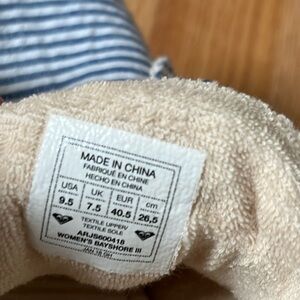 MADE IN CHINA
FABRIQUÉ EN CHINE
HECHO EN CHINA
USA UK EUR cm
9.5 7.5 40.5 26,5
TEXTILE UPPER
TEXTILE SOLE
ARJS600418
WOMEN'S BAYSHORE III